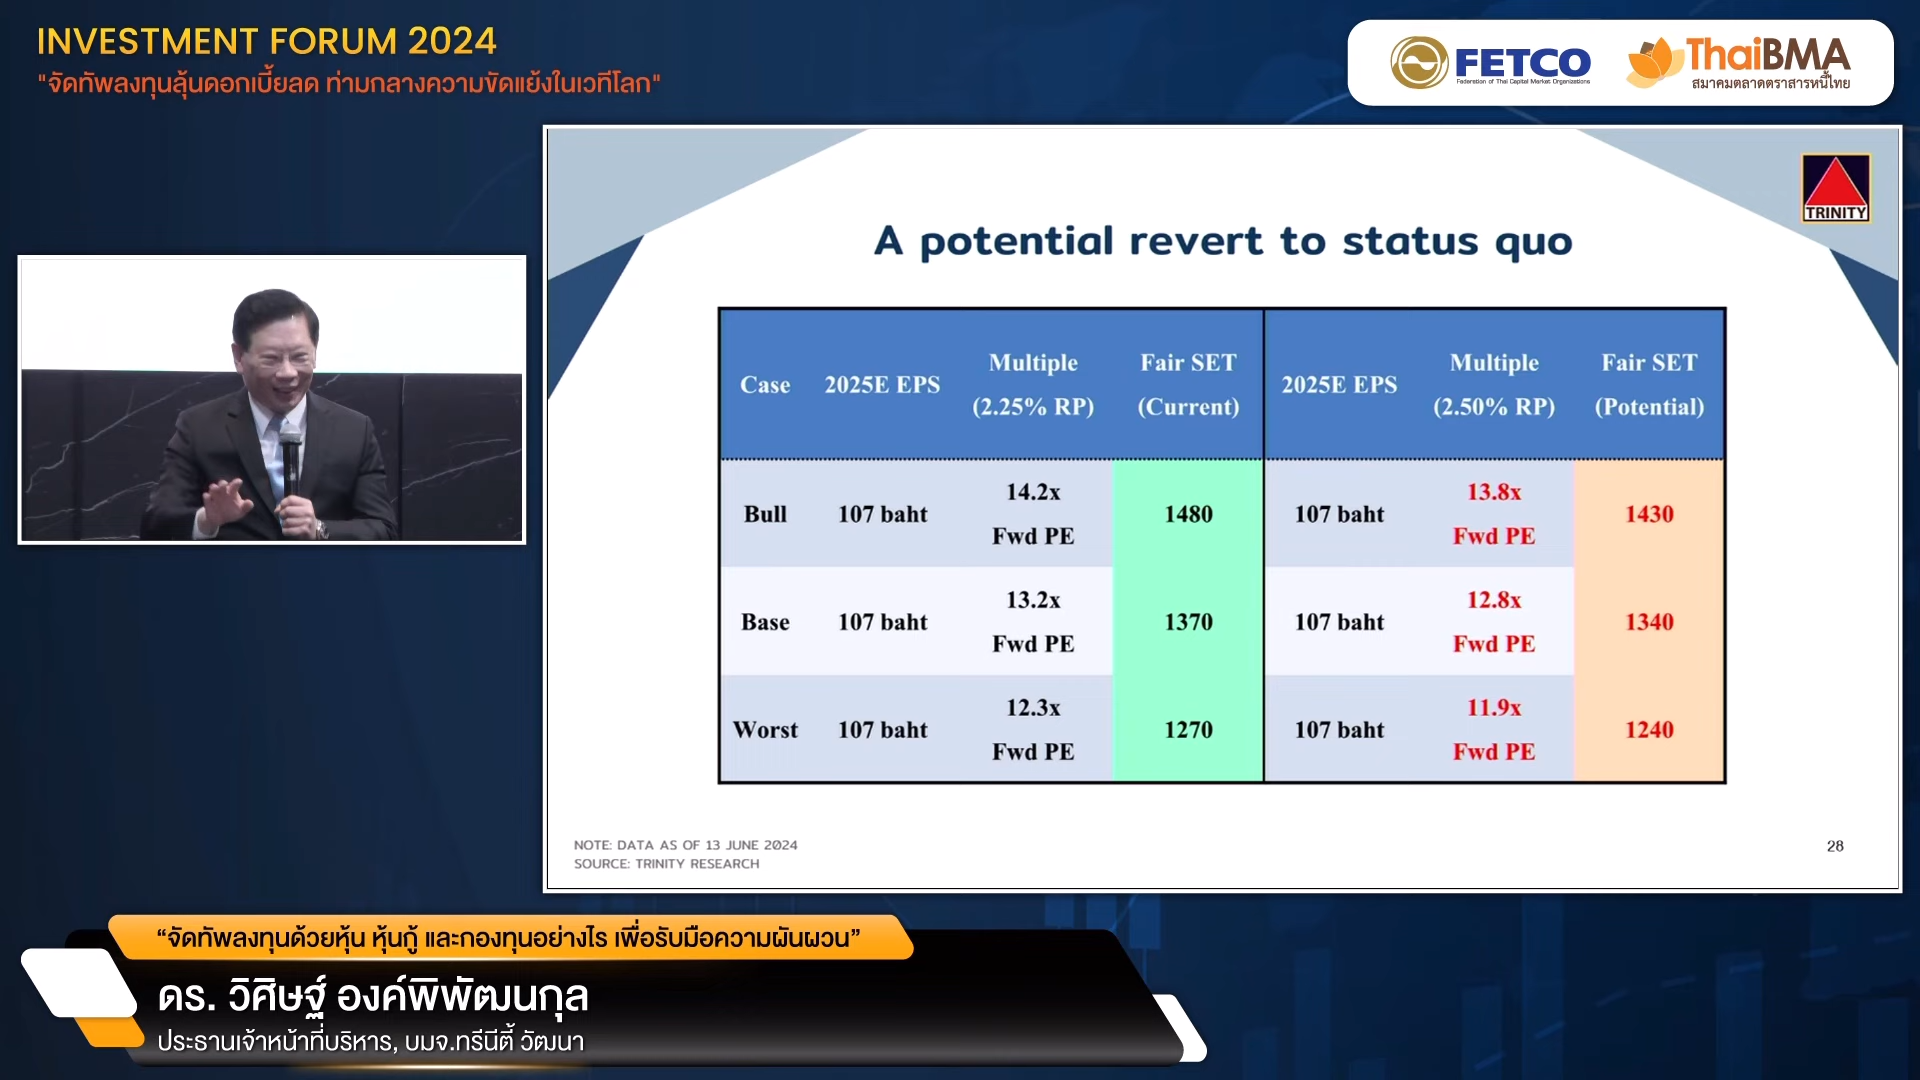 INVESTMENT FORUM 2024
"จัดทัพลงทุนลุ้นดอกเบี้ยลด ท่ามกลางความขัดแย้งในเวทีโลก"
FETCO
Federation of Thai Capital Market Organizations
ThaiBMA
สมาคมตลาดตราสารหนี้ไทย
TRINITY
A potential revert to status quo
Case 2025E EPS Multiple (2.25% RP) Fair SET (Current) 2025E EPS Multiple (2.50% RP) Fair SET (Potential)
Bull 107 baht 14.2x Fwd PE 1480 107 baht 13.8x Fwd PE 1430
Base 107 baht 13.2x Fwd PE 1370 107 baht 12.8x Fwd PE 1340
Worst 107 baht 12.3x Fwd PE 1270 107 baht 11.9x Fwd PE 1240
NOTE: DATA AS OF 13 JUNE 2024
SOURCE: TRINITY RESEARCH
28
“จัดทัพลงทุนด้วยหุ้น หุ้นกู้ และกองทุนอย่างไร เพื่อรับมือความผันผวน”
ดร. วิศิษฐ์ องค์พิพัฒนกุล
ประธานเจ้าหน้าที่บริหาร, บมจ.ทรีนีตี้ วัฒนา